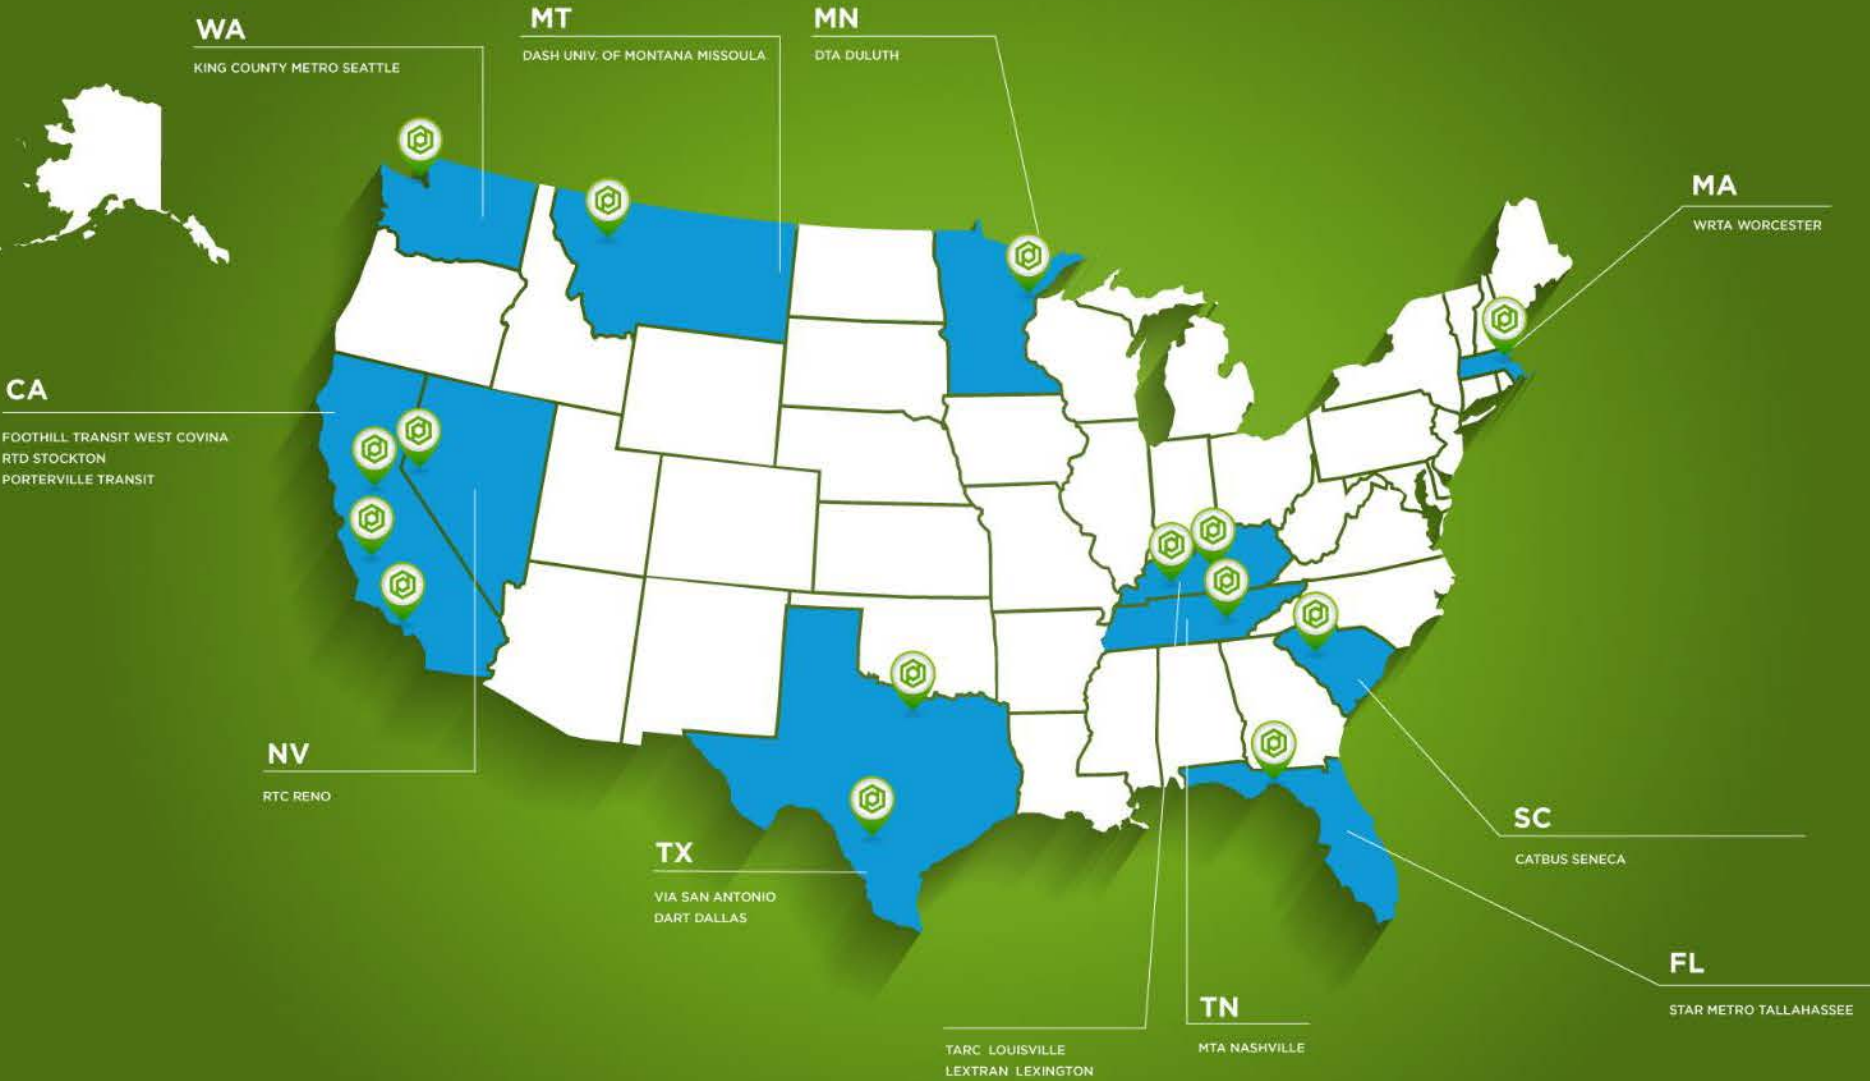 WA
KING COUNTY METRO SEATTLE
MT
DASH UNIV. OF MONTANA MISSOULA
MN
DTA DULUTH
MA
WRTA WORCESTER
CA
FOOTHILL TRANSIT WEST COVINA
RTD STOCKTON
PORTERVILLE TRANSIT
NV
RTC RENO
TX
VIA SAN ANTONIO
DART DALLAS
SC
CATBUS SENECA
FL
STAR METRO TALLAHASSEE
TN
MTA NASHVILLE
TARC LOUISVILLE
LEXTRAN LEXINGTON